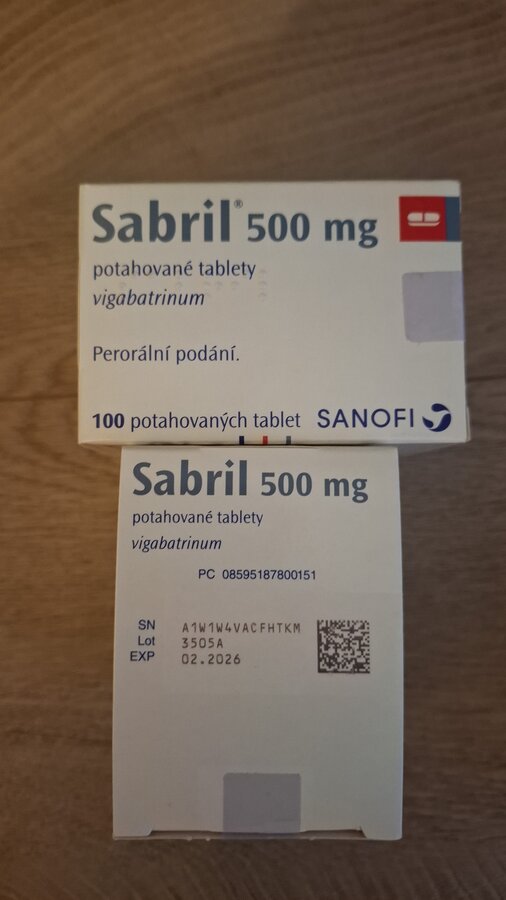 Sabril® 500 mg
potahované tablety
vigabatrinum
Perorální podání.
100 potahovaných tablet SANOFI
Sabril 500 mg
potahované tablety
vigabatrinum
PC 08595187800151
SN A1W1W4VACFHTKM
Lot 3505A
EXP 02.2026